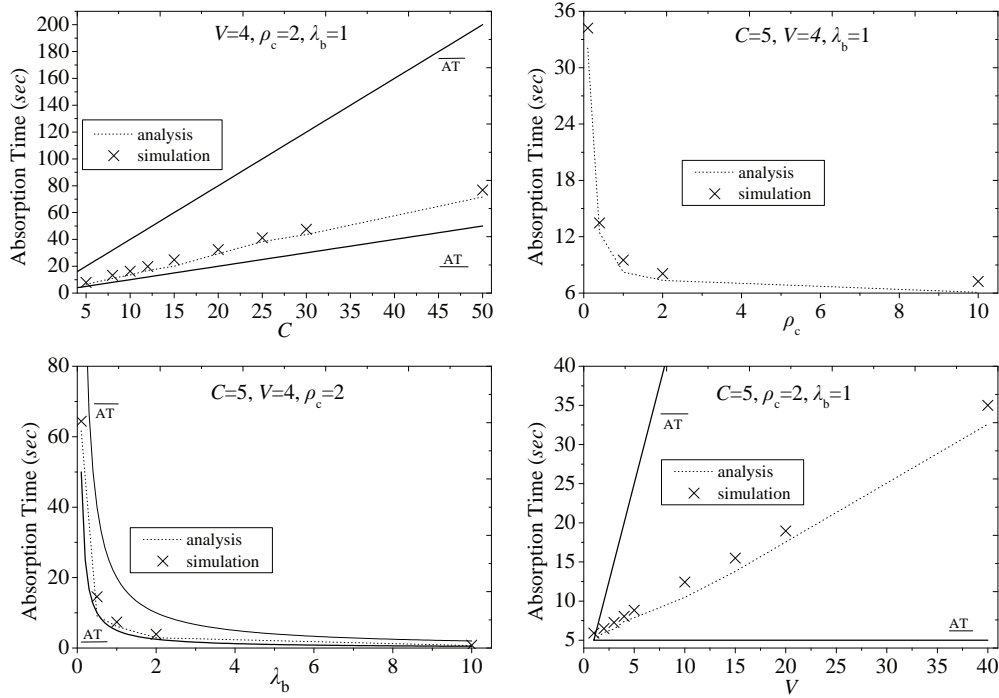 V=4, ρc=2, λb=1
AT
analysis
simulation
AT
Absorption Time (sec)
200
180
160
140
120
100
80
60
40
20
0
5 10 15 20 25 30 35 40 45 50
C
C=5, V=4, λb=1
analysis
simulation
Absorption Time (sec)
36
30
24
18
12
6
0 2 4 6 8 10
ρc
C=5, V=4, ρc=2
AT
analysis
simulation
AT
Absorption Time (sec)
80
60
40
20
0
0 2 4 6 8 10
λb
C=5, ρc=2, λb=1
AT
analysis
simulation
AT
Absorption Time (sec)
40
35
30
25
20
15
10
5
0 5 10 15 20 25 30 35 40
V